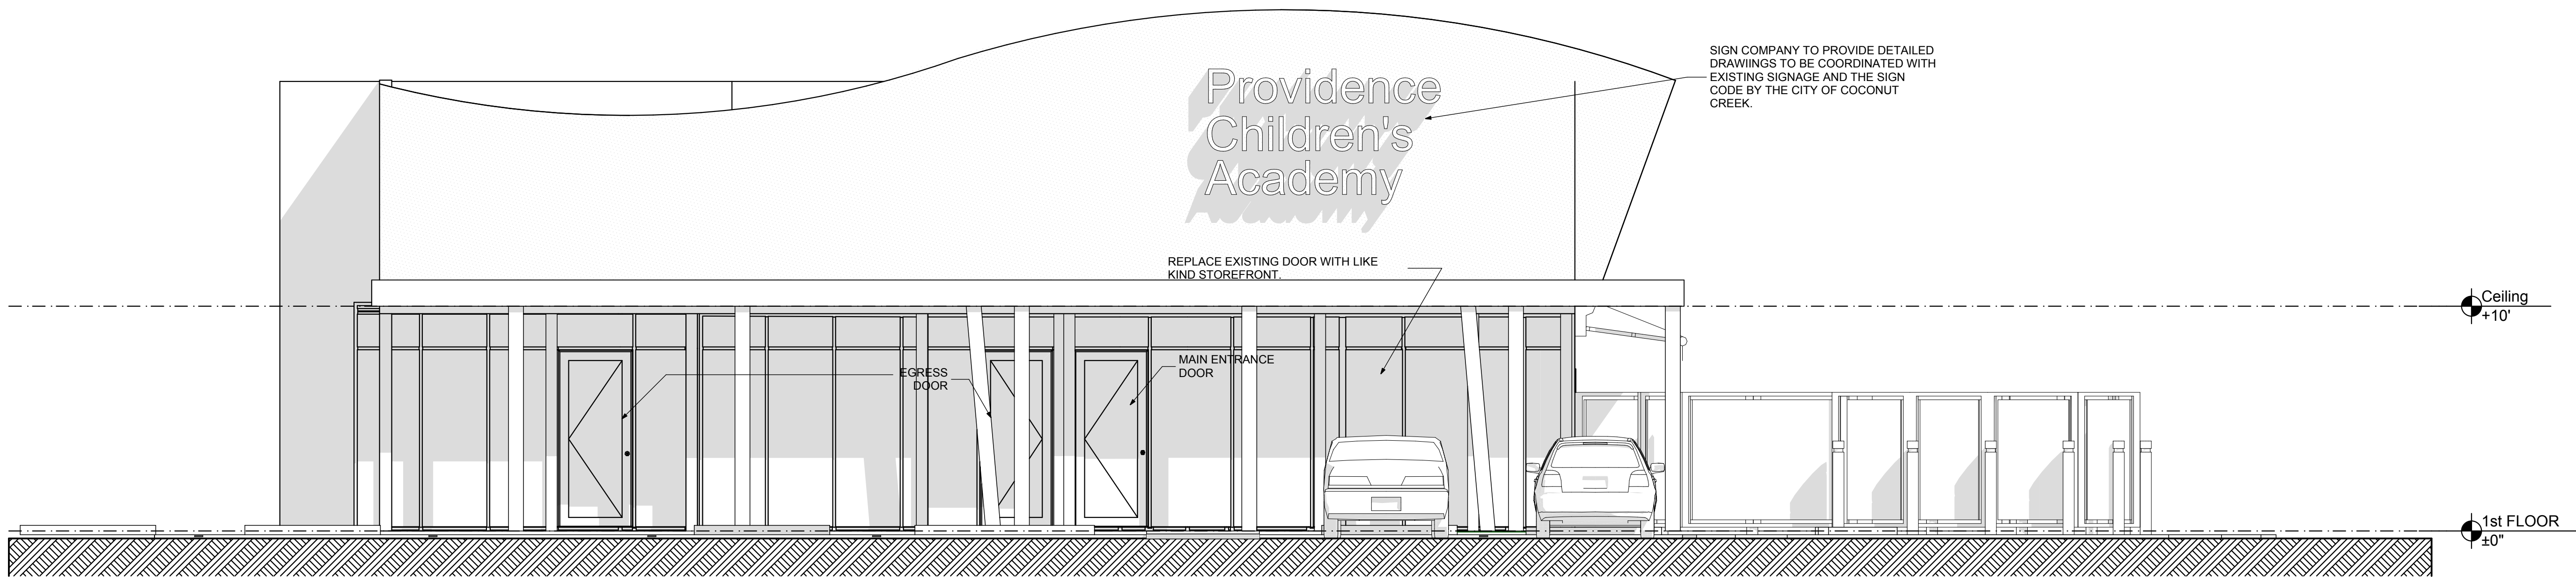 SIGN COMPANY TO PROVIDE DETAILED
DRAWIINGS TO BE COORDINATED WITH
EXISTING SIGNAGE AND THE SIGN
CODE BY THE CITY OF COCONUT
CREEK.
Providence
Children's
Academy
REPLACE EXISTING DOOR WITH LIKE
KIND STOREFRONT.
Ceiling
+10'
MAIN ENTRANCE
DOOR
EGRESS
DOOR
1st FLOOR
±0"